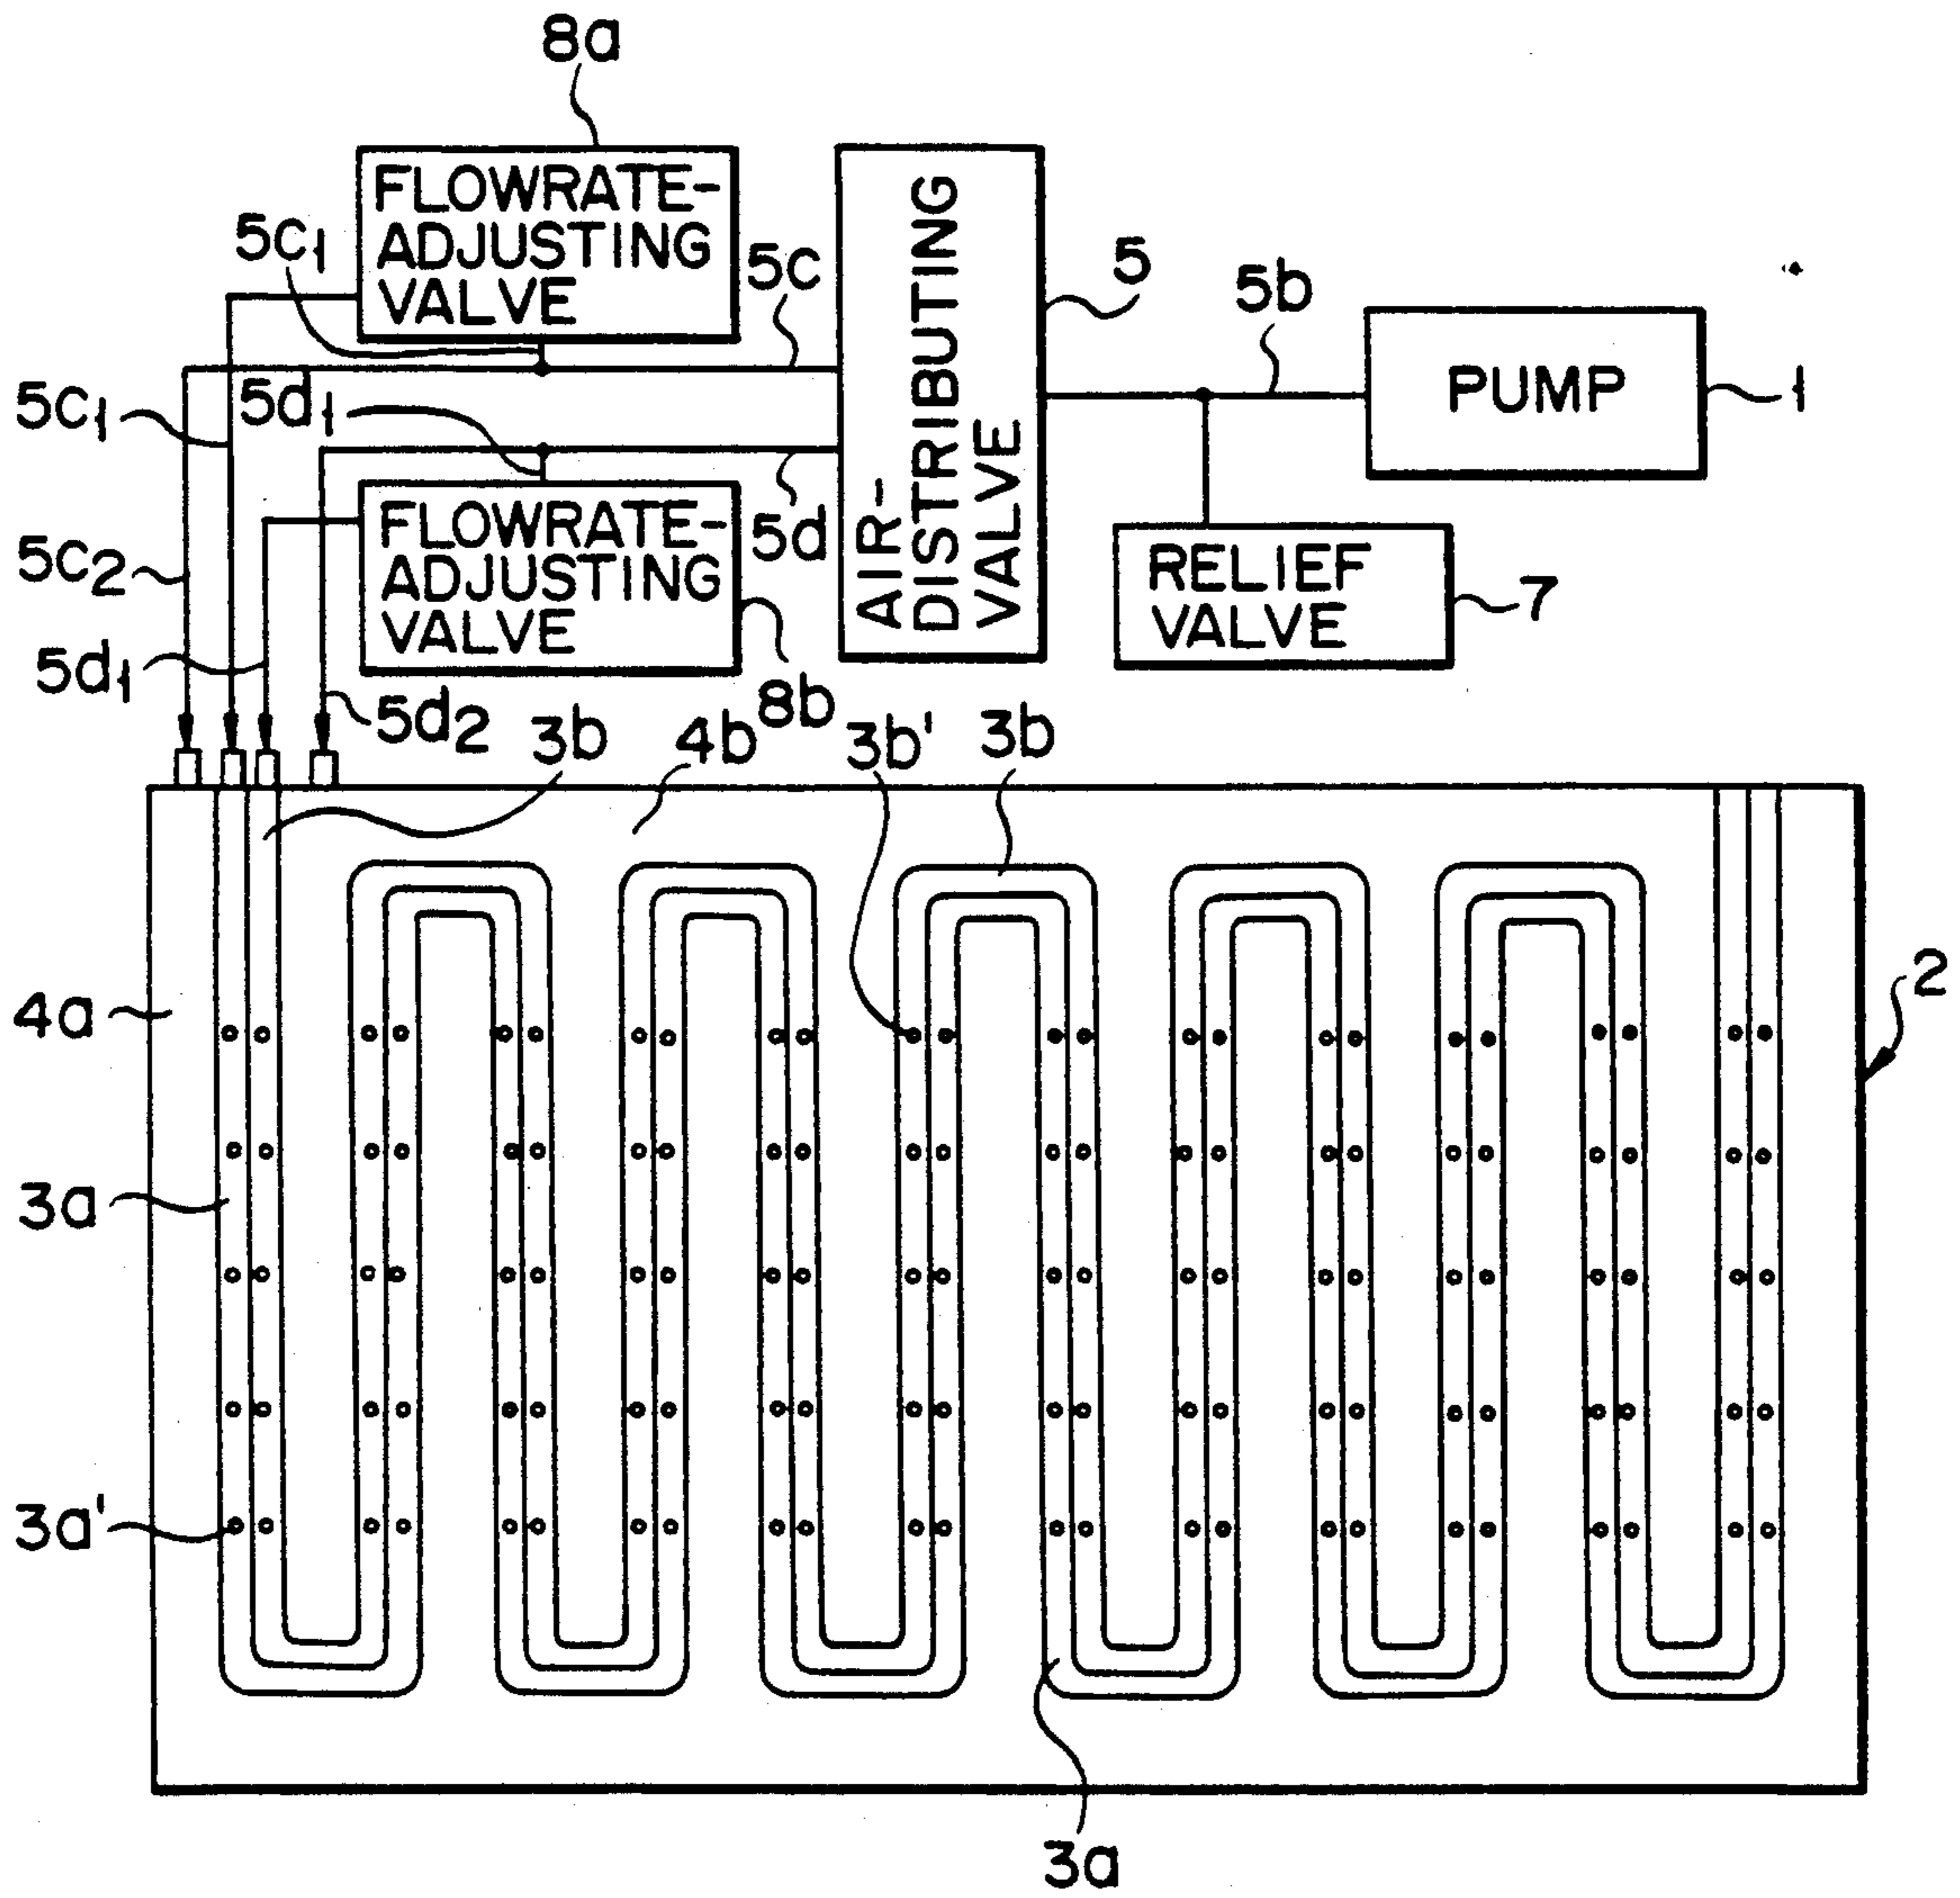 8a
FLOWRATE-
ADJUSTING
VALVE
5c1
5c
AIR-
DISTRIBUTING
VALVE
5
5b
PUMP
1
5c1
5d1
5d
FLOWRATE-
ADJUSTING
VALVE
RELIEF
VALVE
7
5c2
5d1
5d2
8b
3b
4b
3b'
3b
4a
2
3a
3a'
3a